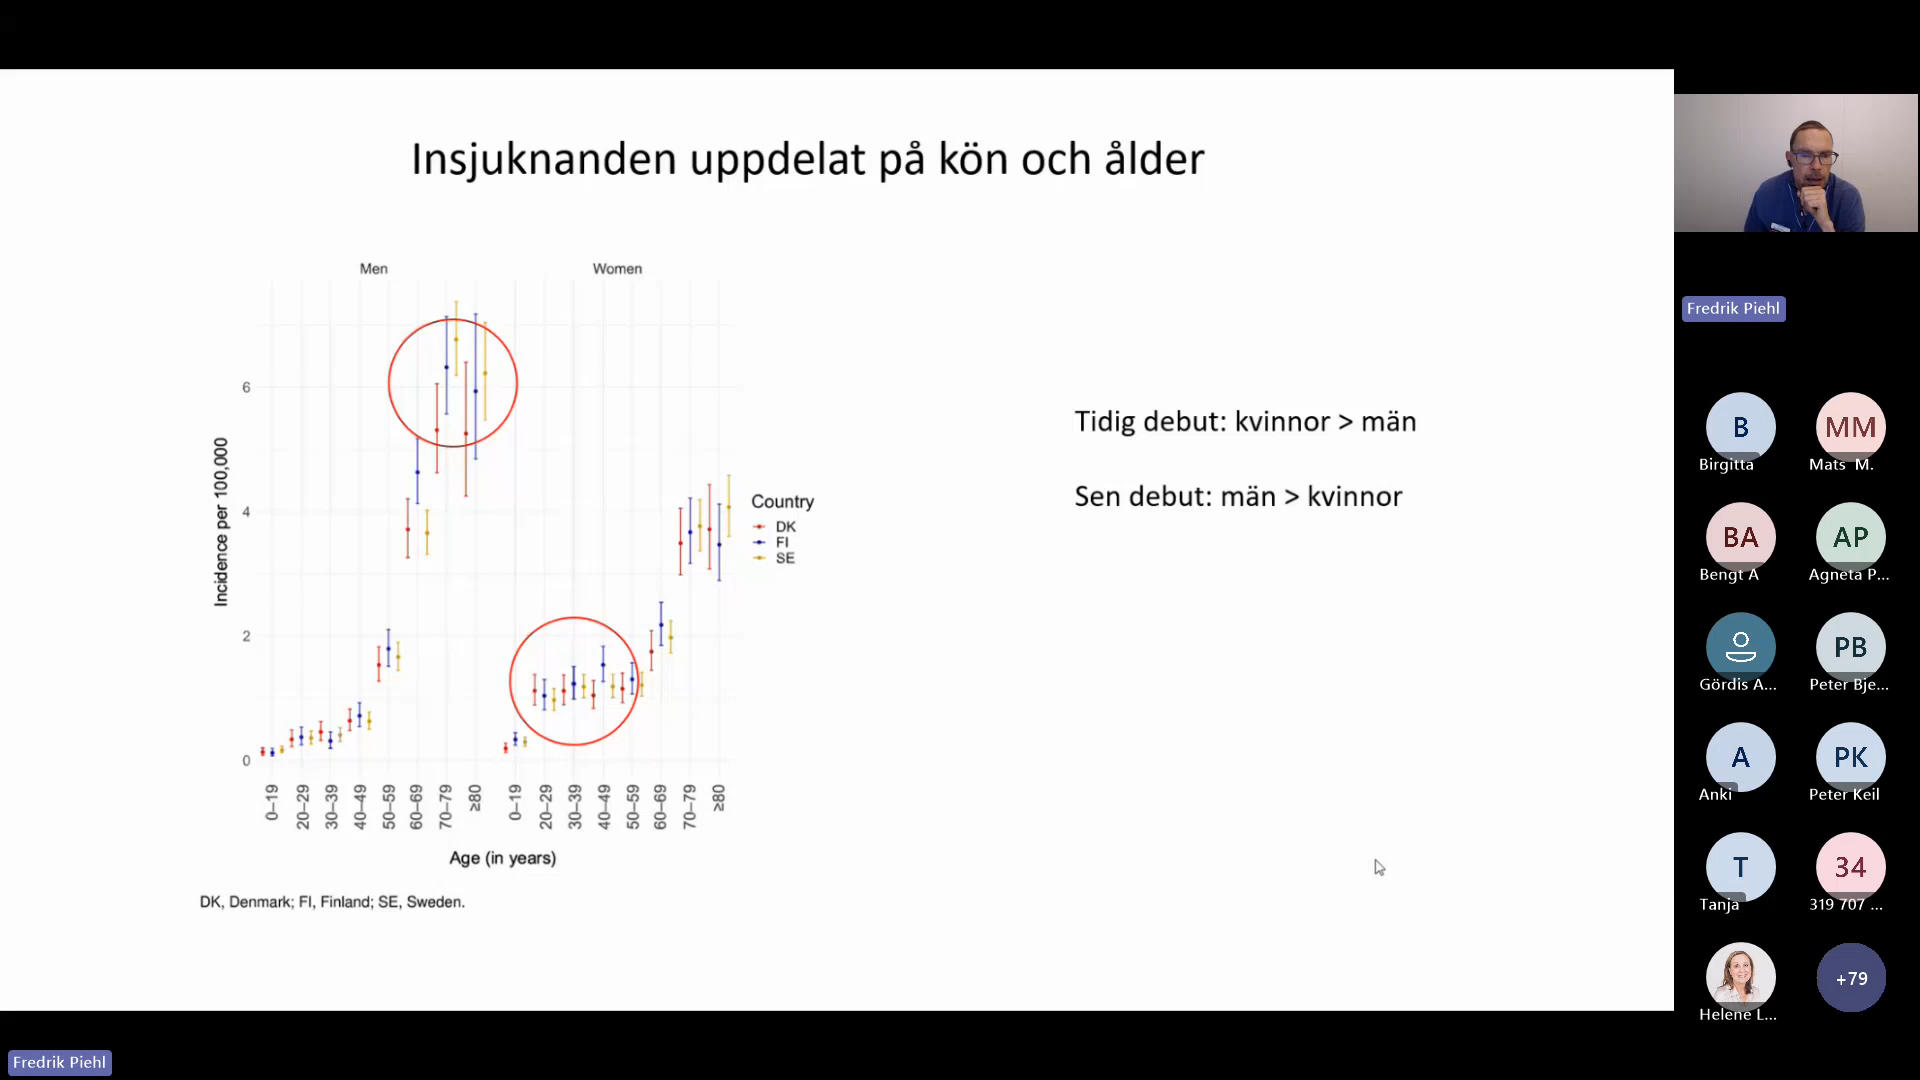 Insjuknanden uppdelat på kön och ålder
Men
Women
Incidence per 100,000
6
4
2
0
0–19
20–29
30–39
40–49
50–59
60–69
70–79
≥80
0–19
20–29
30–39
40–49
50–59
60–69
70–79
≥80
Age (in years)
Country
DK
FI
SE
DK, Denmark; FI, Finland; SE, Sweden.
Tidig debut: kvinnor > män
Sen debut: män > kvinnor
Fredrik Piehl
B
Birgitta
MM
Mats M.
BA
Bengt A
AP
Agneta P...
Gördis A...
PB
Peter Bje...
A
Anki
PK
Peter Keil
T
Tanja
34
319 707 ...
Helene L...
+79
Fredrik Piehl